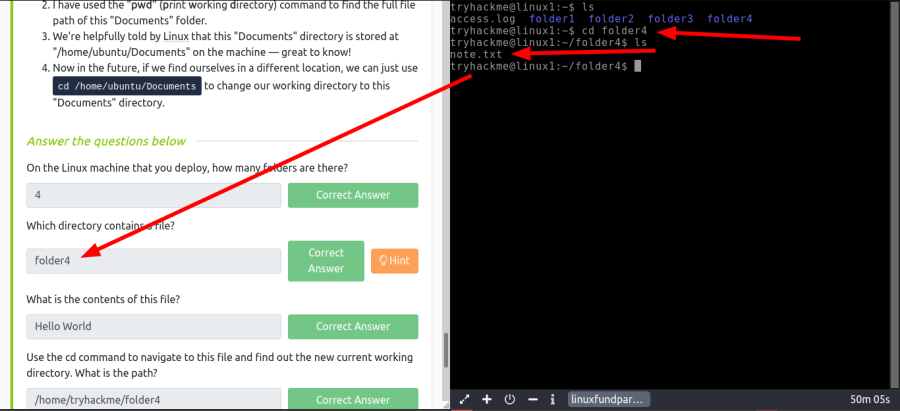 2. I have used the "pwd" (print working directory) command to find the full file
path of this "Documents" folder.
3. We're helpfully told by Linux that this "Documents" directory is stored at
"/home/ubuntu/Documents" on the machine — great to know!
4. Now in the future, if we find ourselves in a different location, we can just use
cd /home/ubuntu/Documents to change our working directory to this
"Documents" directory.
Answer the questions below
On the Linux machine that you deploy, how many folders are there?
4 Correct Answer
Which directory contains a file?
folder4 Correct Answer Hint
What is the contents of this file?
Hello World Correct Answer
Use the cd command to navigate to this file and find out the new current working
directory. What is the path?
/home/tryhackme/folder4 Correct Answer
tryhackme@linux1:~$ ls
access.log folder1 folder2 folder3 folder4
tryhackme@linux1:~$ cd folder4
tryhackme@linux1:~/folder4$ ls
note.txt
tryhackme@linux1:~/folder4$
linuxfundpar... 50m 05s